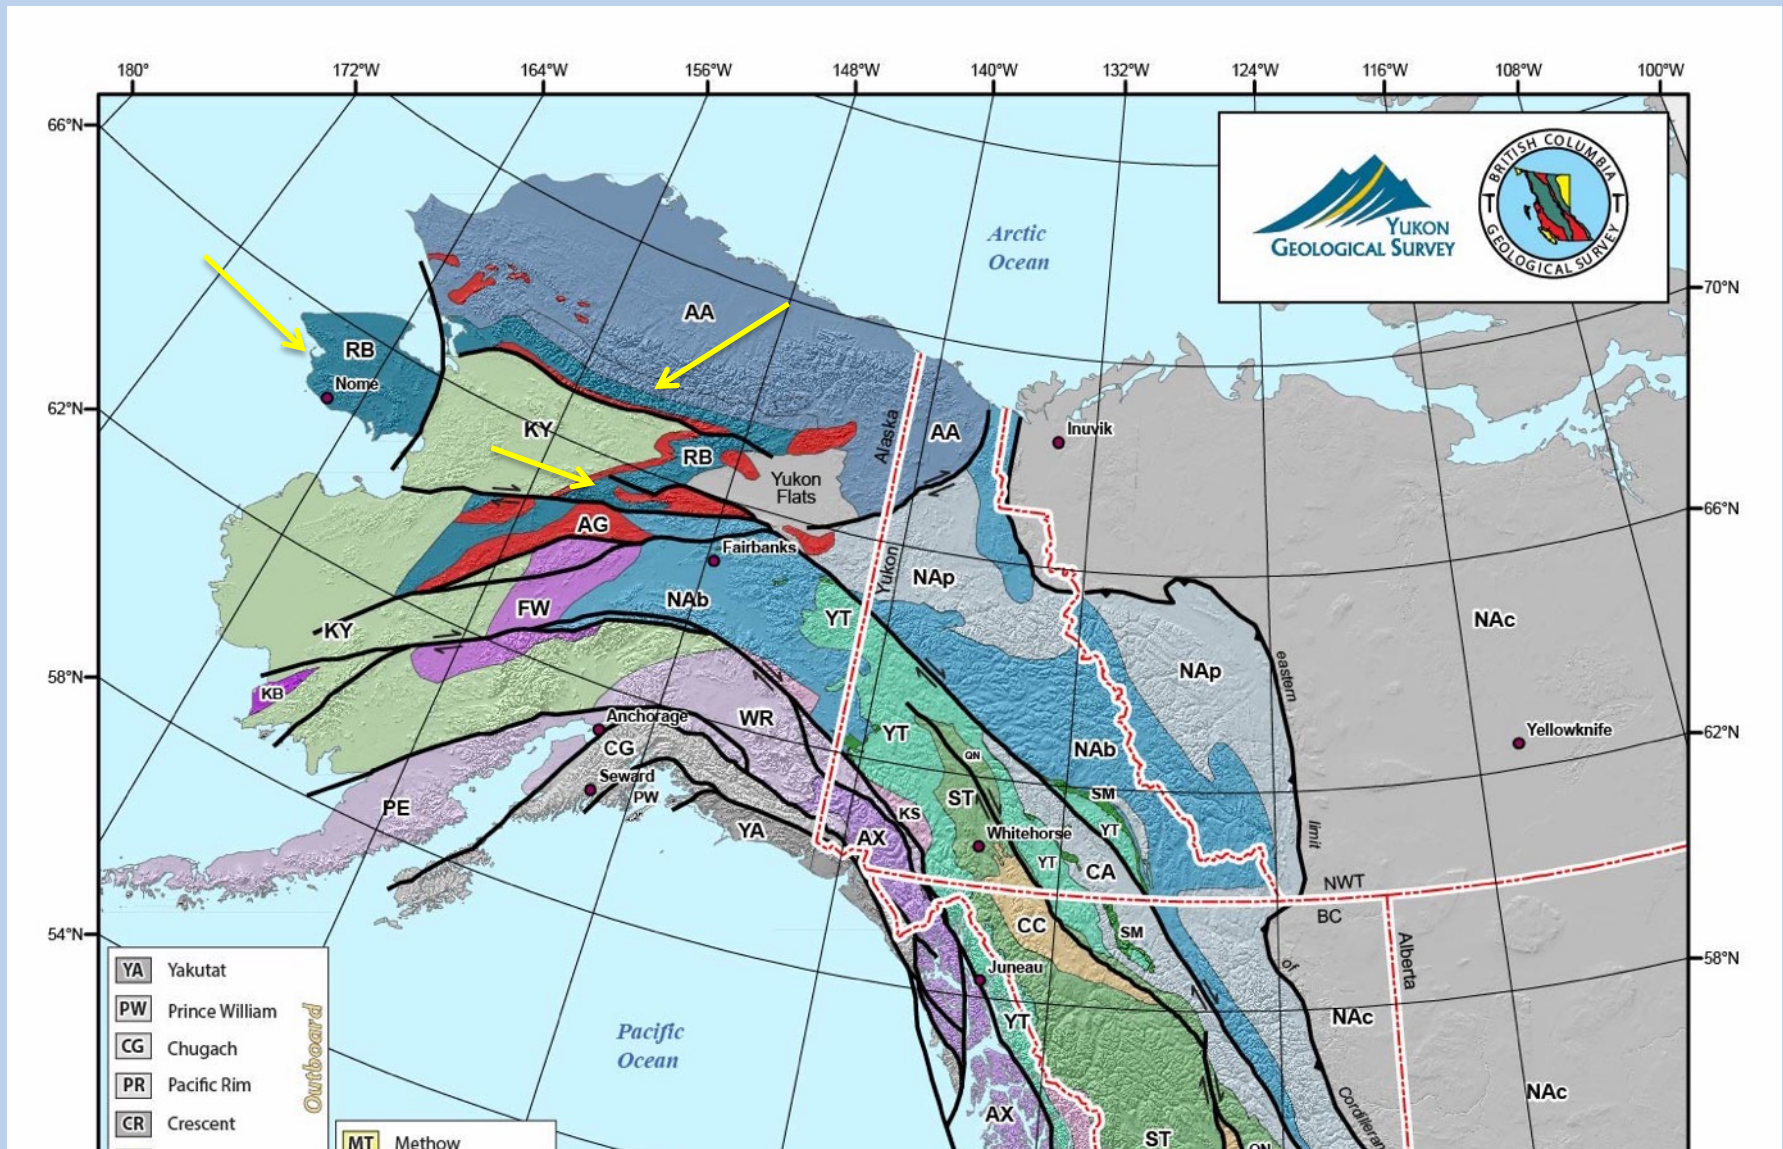 180°
172°W
164°W
156°W
148°W
140°W
132°W
124°W
116°W
108°W
100°W
66°N
62°N
58°N
54°N
70°N
66°N
62°N
58°N
YUKON
GEOLOGICAL SURVEY
BRITISH COLUMBIA
GEOLOGICAL SURVEY
Arctic
Ocean
AA
RB
Nome
KY
RB
Yukon
Flats
Alaska
AA
Inuvik
AG
Fairbanks
Yukon
NAp
FW
NAb
YT
NAc
KY
NAp
eastern
KB
Anchorage
WR
YT
QN
NAb
Yellowknife
CG
Seward
PW
PE
YA
AX
KS
ST
SM
YT
Whitehorse
YT
CA
limit
NWT
BC
CC
SM
Juneau
of
Alberta
YT
NAc
Pacific
Ocean
NAc
Cordilleran
AX
ST
QN
YA Yakutat
PW Prince William
CG Chugach
PR Pacific Rim
CR Crescent
Outboard
MT Methow